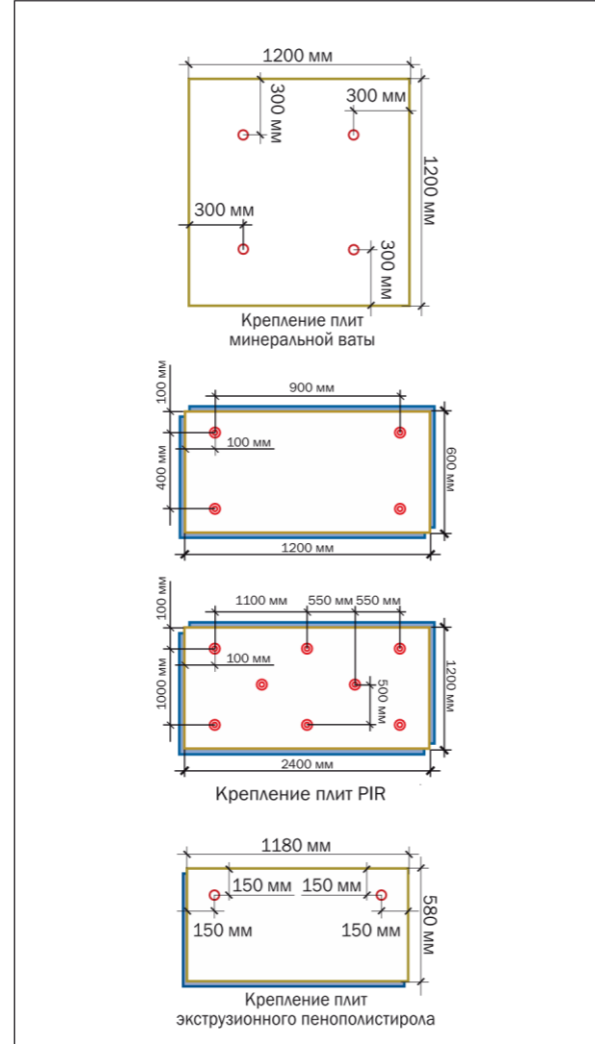 1200 мм
300 мм
300 мм
1200 мм
300 мм
300 мм
Крепление плит
минеральной ваты
100 мм
900 мм
400 мм
100 мм
600 мм
1200 мм
100 мм
1100 мм
550 мм
550 мм
1000 мм
100 мм
500 мм
1200 мм
2400 мм
Крепление плит PIR
1180 мм
150 мм
150 мм
580 мм
150 мм
150 мм
Крепление плит
экструзионного пенополистирола